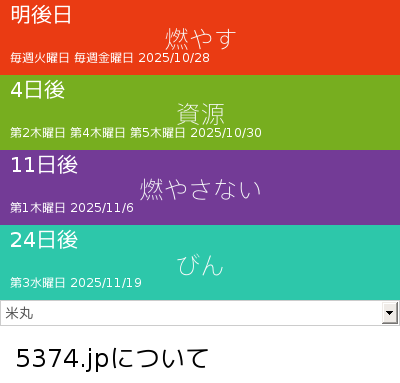 明後日
燃やす
毎週火曜日 毎週金曜日 2025/10/28
4日後
資源
第2木曜日 第4木曜日 第5木曜日 2025/10/30
11日後
燃やさない
第1木曜日 2025/11/6
24日後
びん
第3水曜日 2025/11/19
米丸
5374.jpについて